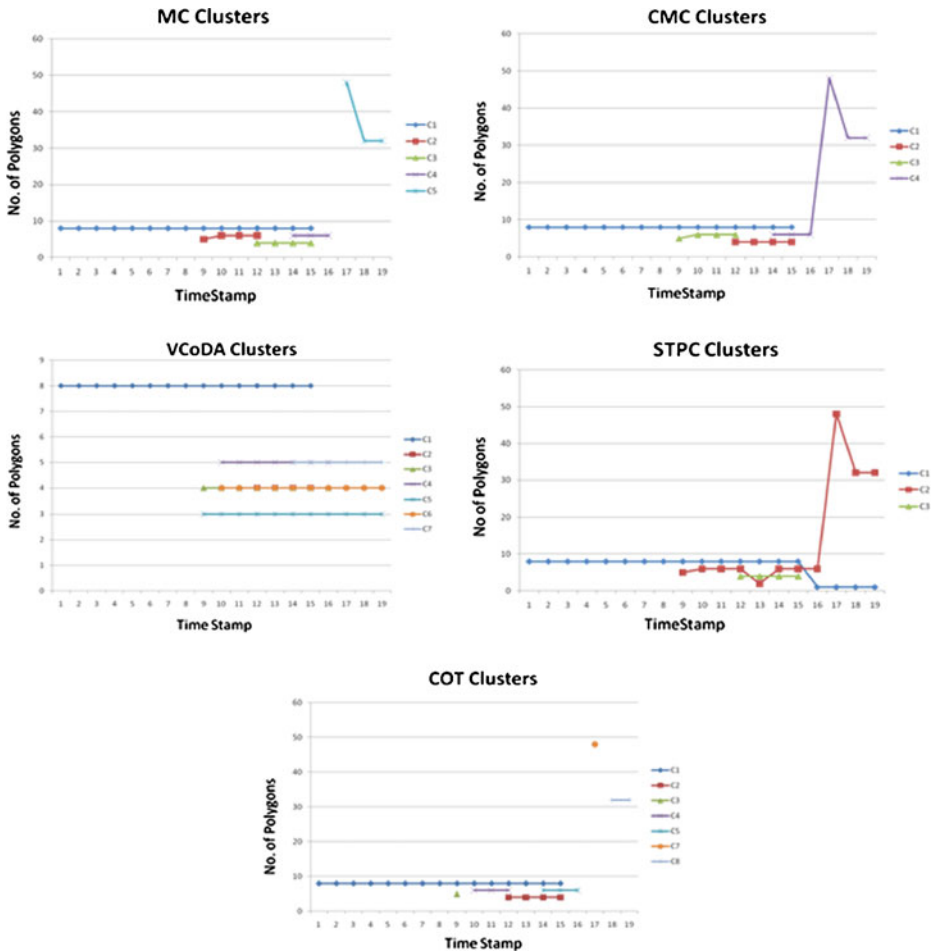 MC Clusters
No. of Polygons
60
50
40
30
20
10
0
1 2 3 4 5 6 7 8 9 10 11 12 13 14 15 16 17 18 19
TimeStamp
C1
C2
C3
C4
C5
CMC Clusters
No. of Polygons
60
50
40
30
20
10
0
1 2 3 4 5 6 7 8 9 10 11 12 13 14 15 16 17 18 19
TimeStamp
C1
C2
C3
C4
VCoDA Clusters
No. of Polygons
9
8
7
6
5
4
3
2
1
0
1 2 3 4 5 6 7 8 9 10 11 12 13 14 15 16 17 18 19
Time Stamp
C1
C2
C3
C4
C5
C6
C7
STPC Clusters
No of Polygons
60
50
40
30
20
10
0
1 2 3 4 5 6 7 8 9 10 11 12 13 14 15 16 17 18 19
TimeStamp
C1
C2
C3
COT Clusters
No. of Polygons
60
50
40
30
20
10
0
1 2 3 4 5 6 7 8 9 10 11 12 13 14 15 16 17 18 19
Time Stamp
C1
C2
C3
C4
C5
C7
C8